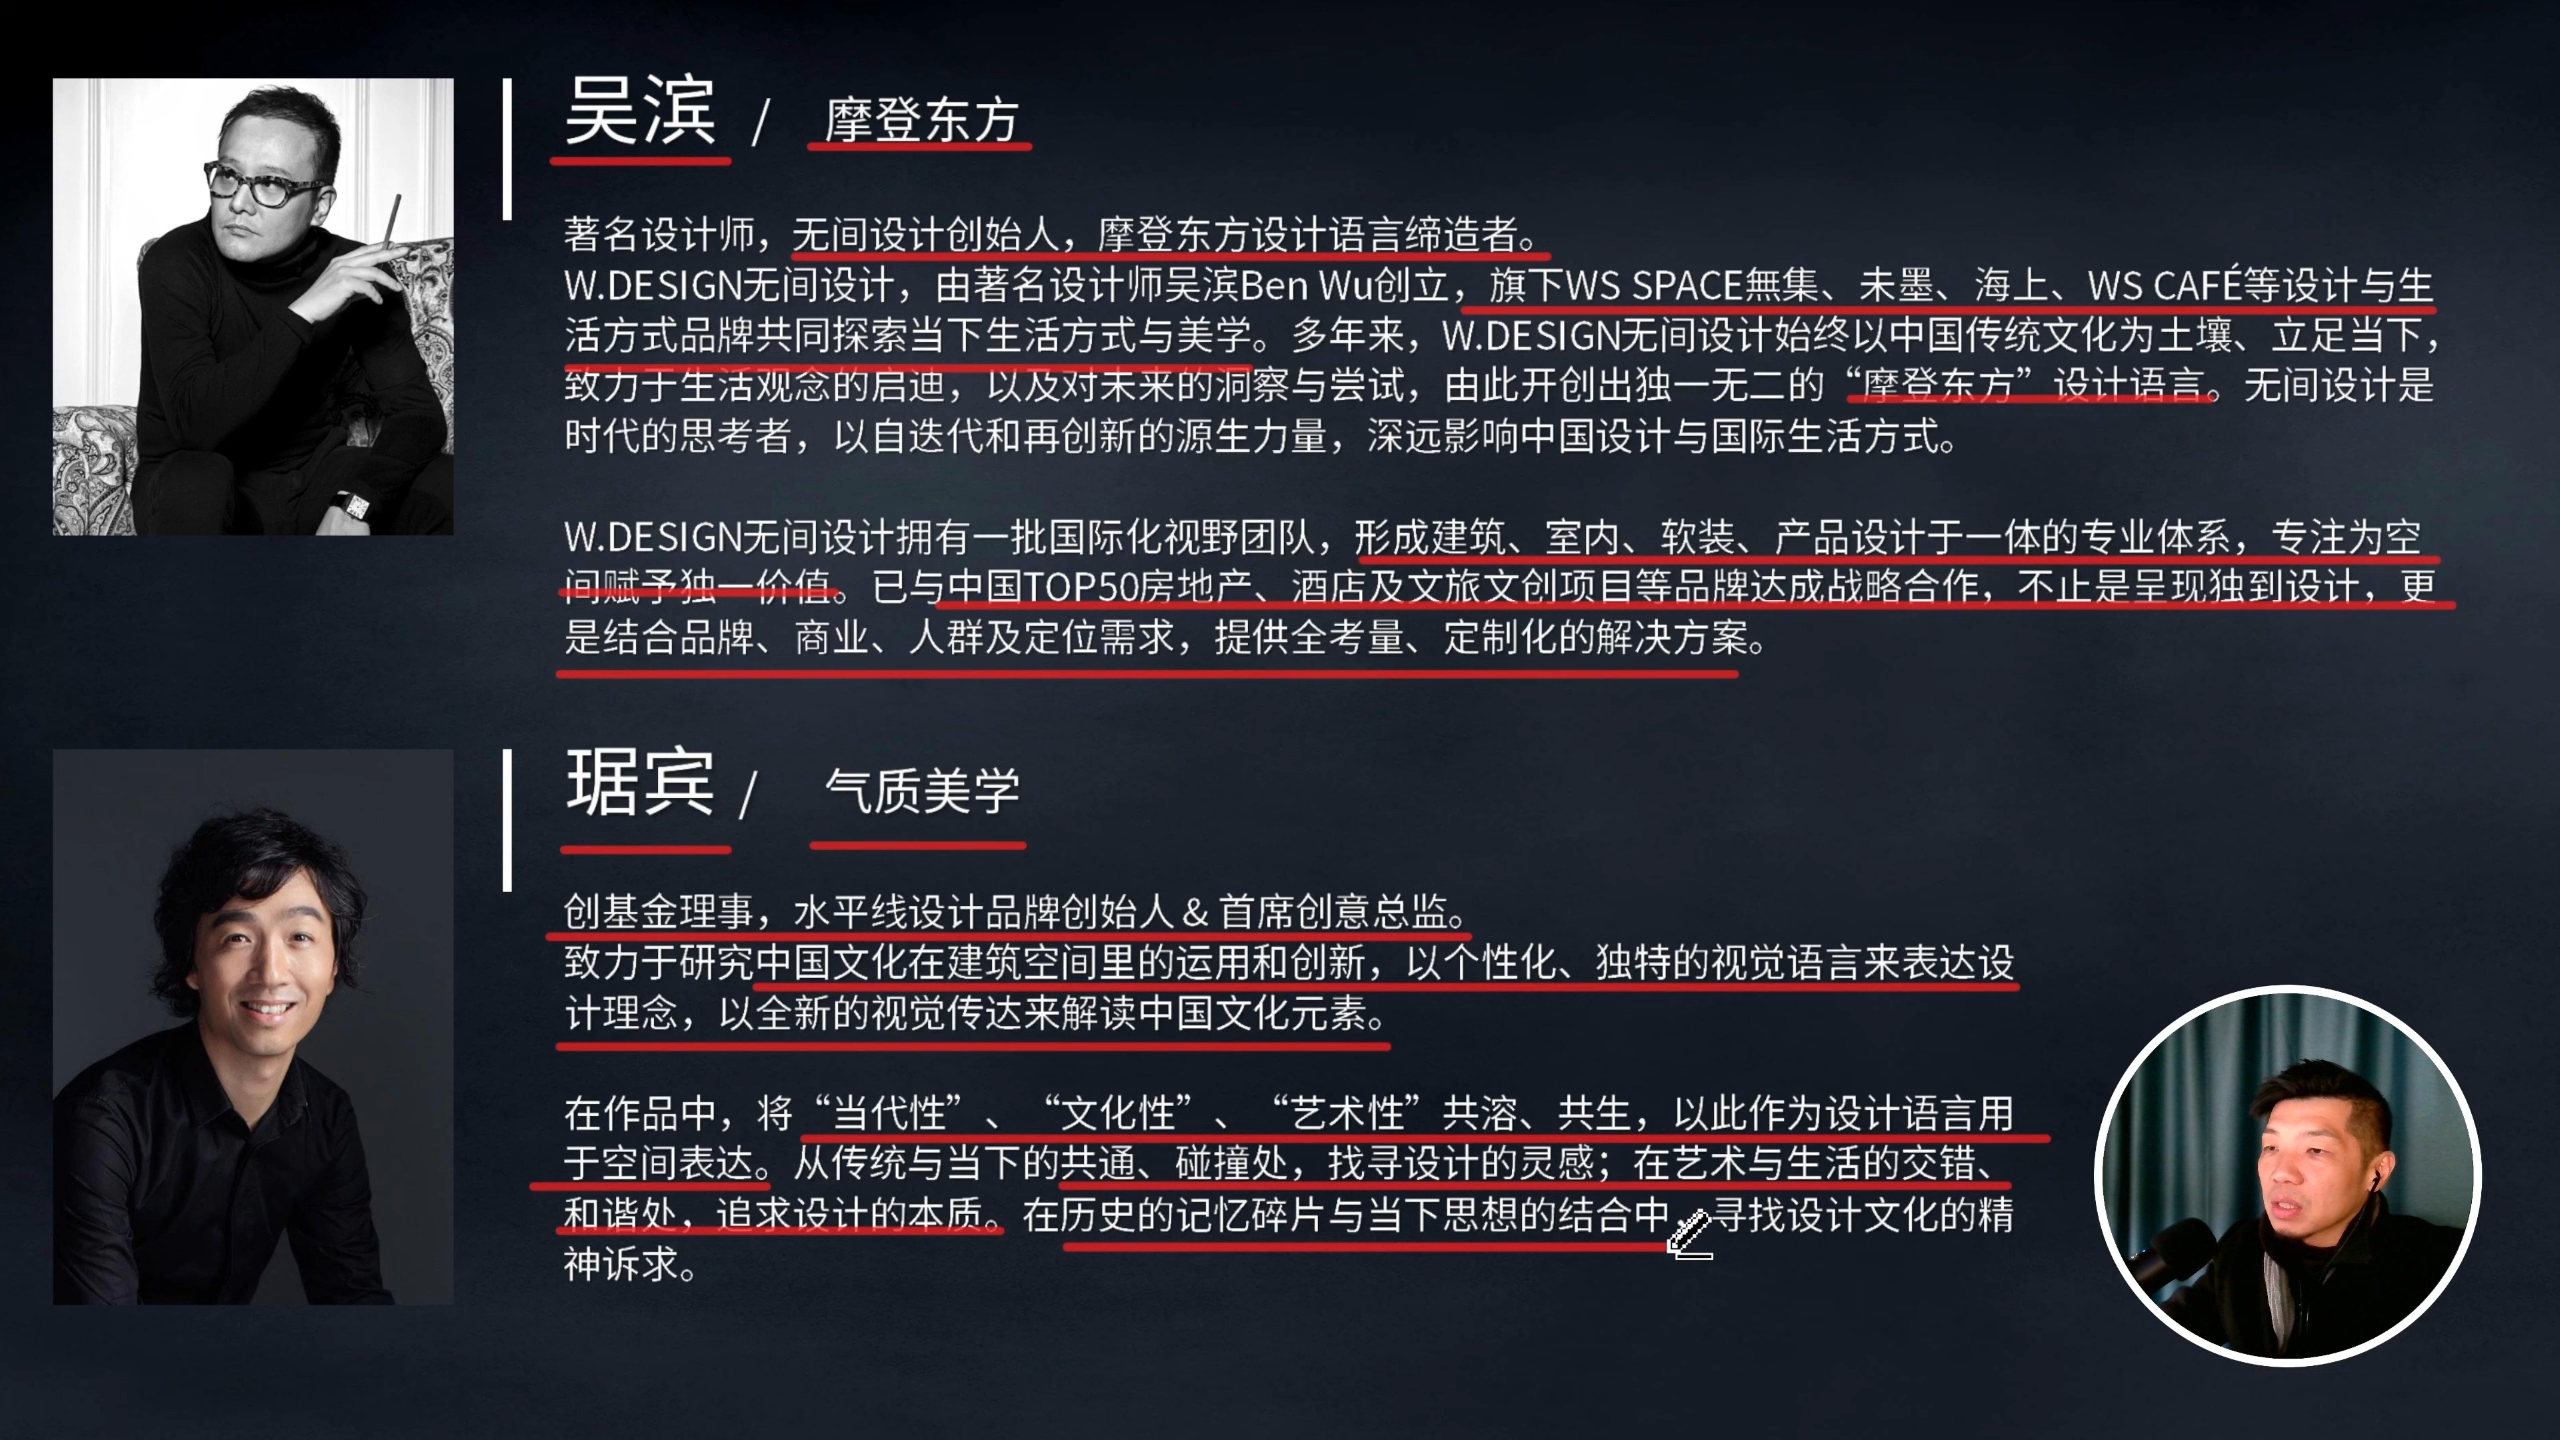 吴滨 / 摩登东方
著名设计师，无间设计创始人，摩登东方设计语言缔造者。
W.DESIGN无间设计，由著名设计师吴滨Ben Wu创立，旗下WS SPACE無集、未墨、海上、WS CAFÉ等设计与生
活方式品牌共同探索当下生活方式与美学。多年来，W.DESIGN无间设计始终以中国传统文化为土壤、立足当下，
致力于生活观念的启迪，以及对未来的洞察与尝试，由此开创出独一无二的“摩登东方”设计语言。无间设计是
时代的思考者，以自迭代和再创新的源生力量，深远影响中国设计与国际生活方式。
W.DESIGN无间设计拥有一批国际化视野团队，形成建筑、室内、软装、产品设计于一体的专业体系，专注为空
间赋予独一价值。已与中国TOP50房地产、酒店及文旅文创项目等品牌达成战略合作，不止是呈现独到设计，更
是结合品牌、商业、人群及定位需求，提供全考量、定制化的解决方案。
琚宾 / 气质美学
创基金理事，水平线设计品牌创始人＆首席创意总监。
致力于研究中国文化在建筑空间里的运用和创新，以个性化、独特的视觉语言来表达设
计理念，以全新的视觉传达来解读中国文化元素。
在作品中，将“当代性”、“文化性”、“艺术性”共溶、共生，以此作为设计语言用
于空间表达。从传统与当下的共通、碰撞处，找寻设计的灵感；在艺术与生活的交错、
和谐处，追求设计的本质。在历史的记忆碎片与当下思想的结合中，寻找设计文化的精
神诉求。